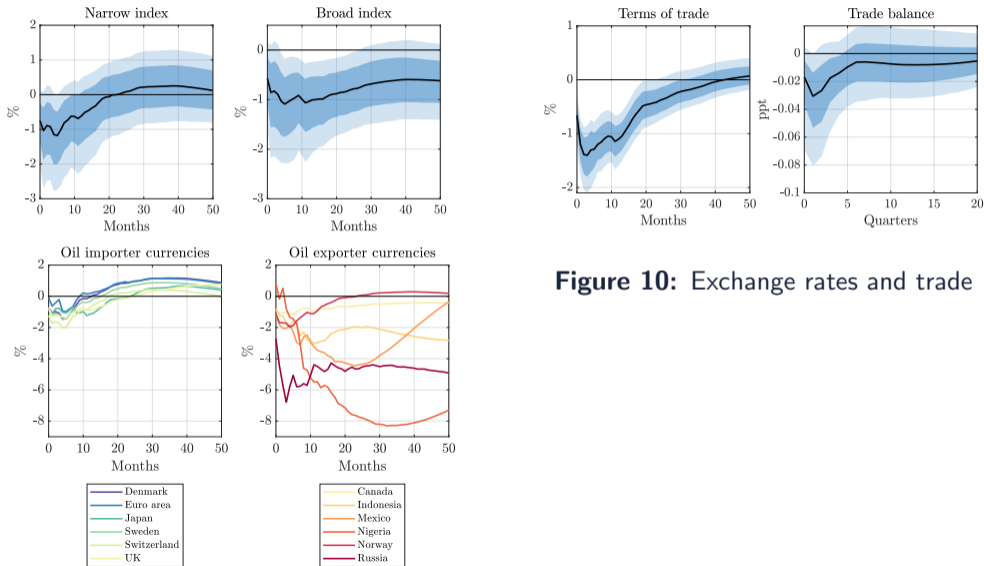 Narrow index
2
1
0
-1
-2
-3
%
0 10 20 30 40 50
Months
Broad index
0
-1
-2
-3
%
0 10 20 30 40 50
Months
Terms of trade
1
0
-1
-2
%
0 10 20 30 40 50
Months
Trade balance
0
-0.02
-0.04
-0.06
-0.08
-0.1
ppt
0 5 10 15 20
Quarters
Oil importer currencies
2
0
-2
-4
-6
-8
%
0 10 20 30 40 50
Months
Denmark
Euro area
Japan
Sweden
Switzerland
UK
Oil exporter currencies
2
0
-2
-4
-6
-8
%
0 10 20 30 40 50
Months
Canada
Indonesia
Mexico
Nigeria
Norway
Russia
Figure 10: Exchange rates and trade